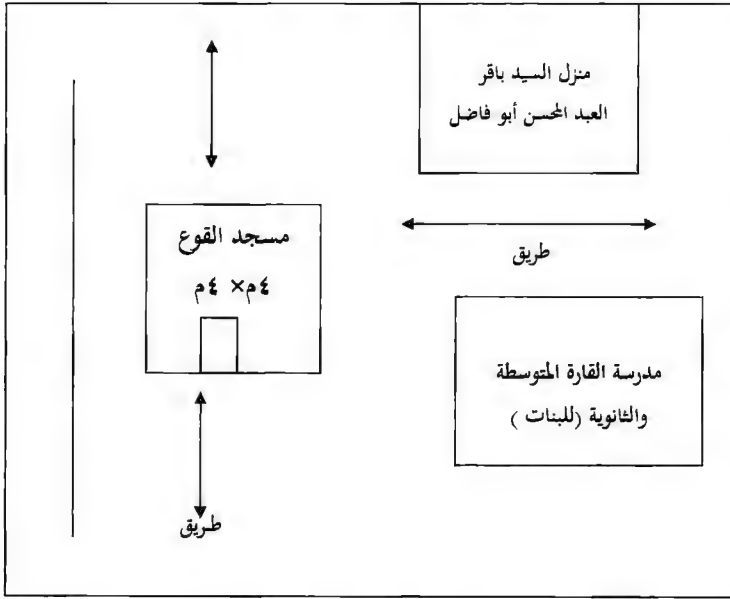 منزل السيد باقر
العبد المحسن أبو فاضل
مسجد القوع
٤م× ٤م
طريق
مدرسة القارة المتوسطة
والثانوية (للبنات )
طريق